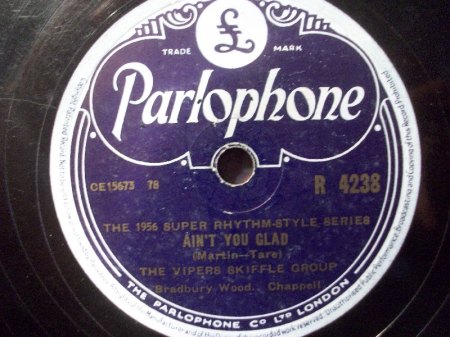 £
TRADE MARK
Parlophone
CE15673 78
R 4238
THE 1956 SUPER RHYTHM-STYLE SERIES
AIN'T YOU GLAD
(Martin—Tare)
THE VIPERS SKIFFLE GROUP
Bradbury Wood.. Chappell
THE PARLOPHONE CO LTD LONDON